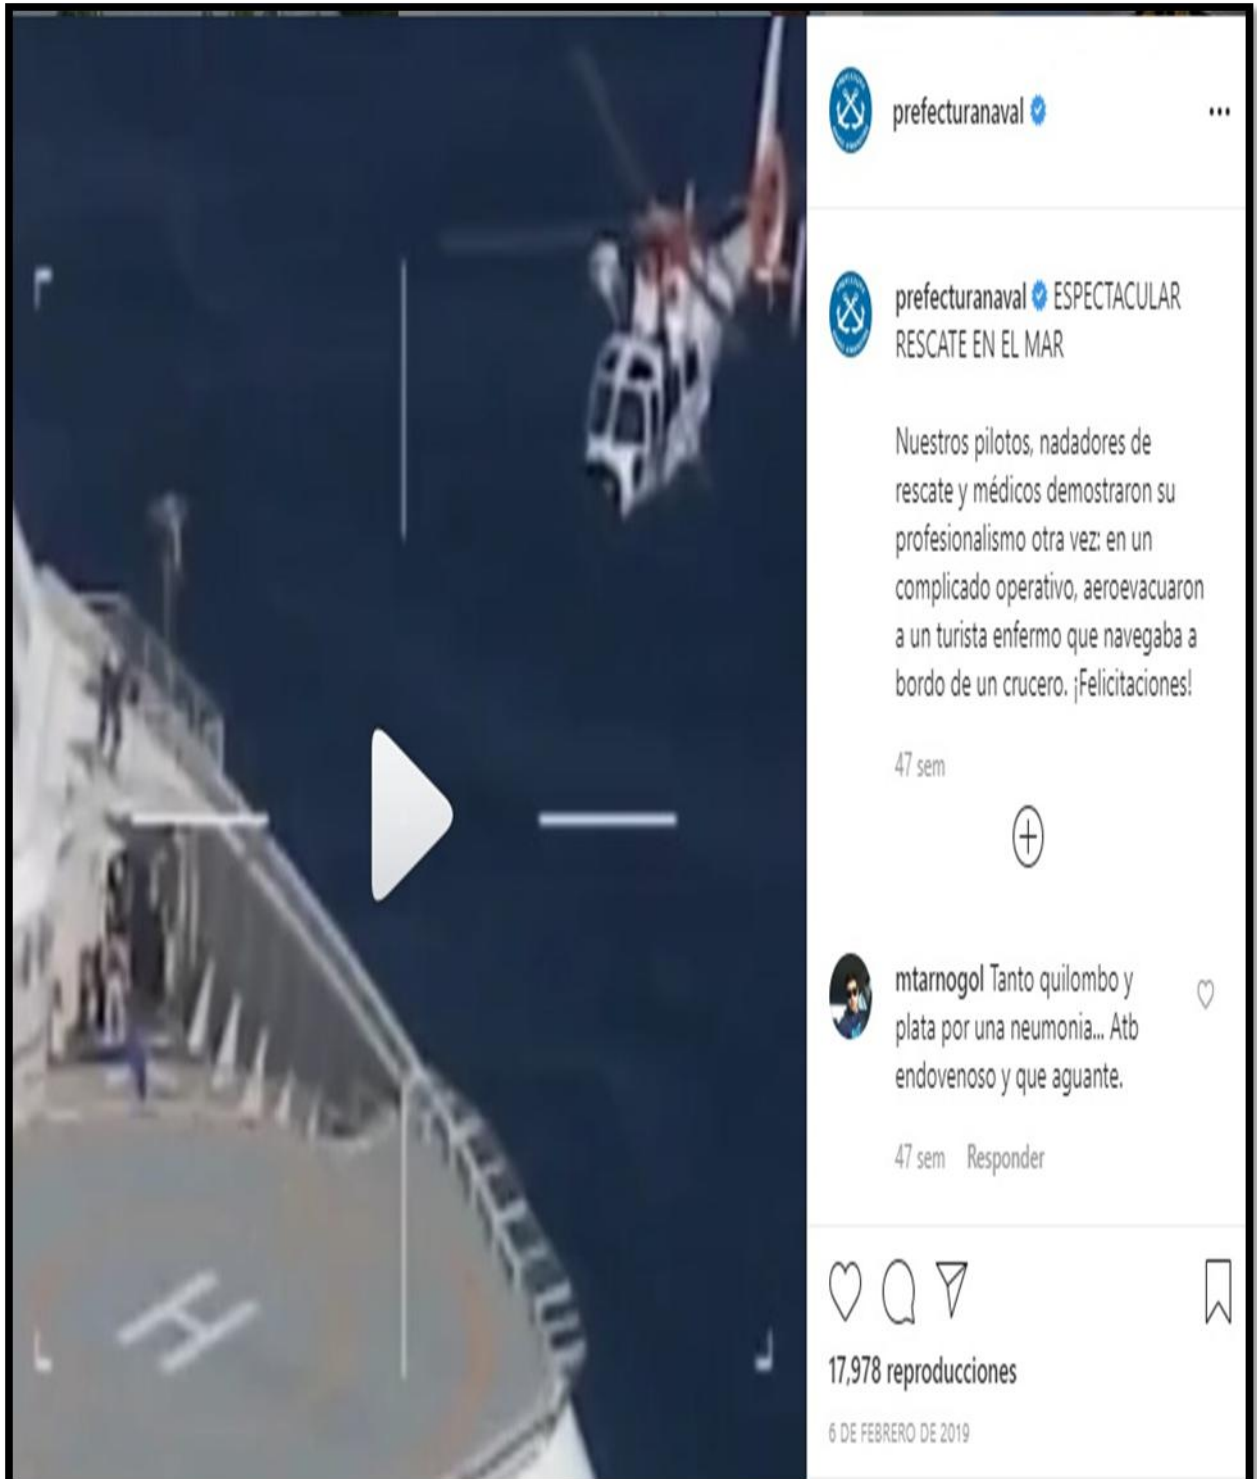 prefecturanaval
prefecturanaval ESPECTACULAR
RESCATE EN EL MAR
Nuestros pilotos, nadadores de
rescate y médicos demostraron su
profesionalismo otra vez: en un
complicado operativo, aeroevacuaron
a un turista enfermo que navegaba a
bordo de un crucero. ¡Felicitaciones!
47 sem
mtarnogol Tanto quilombo y
plata por una neumonia... Atb
endovenoso y que aguante.
47 sem Responder
17,978 reproducciones
6 DE FEBRERO DE 2019
H